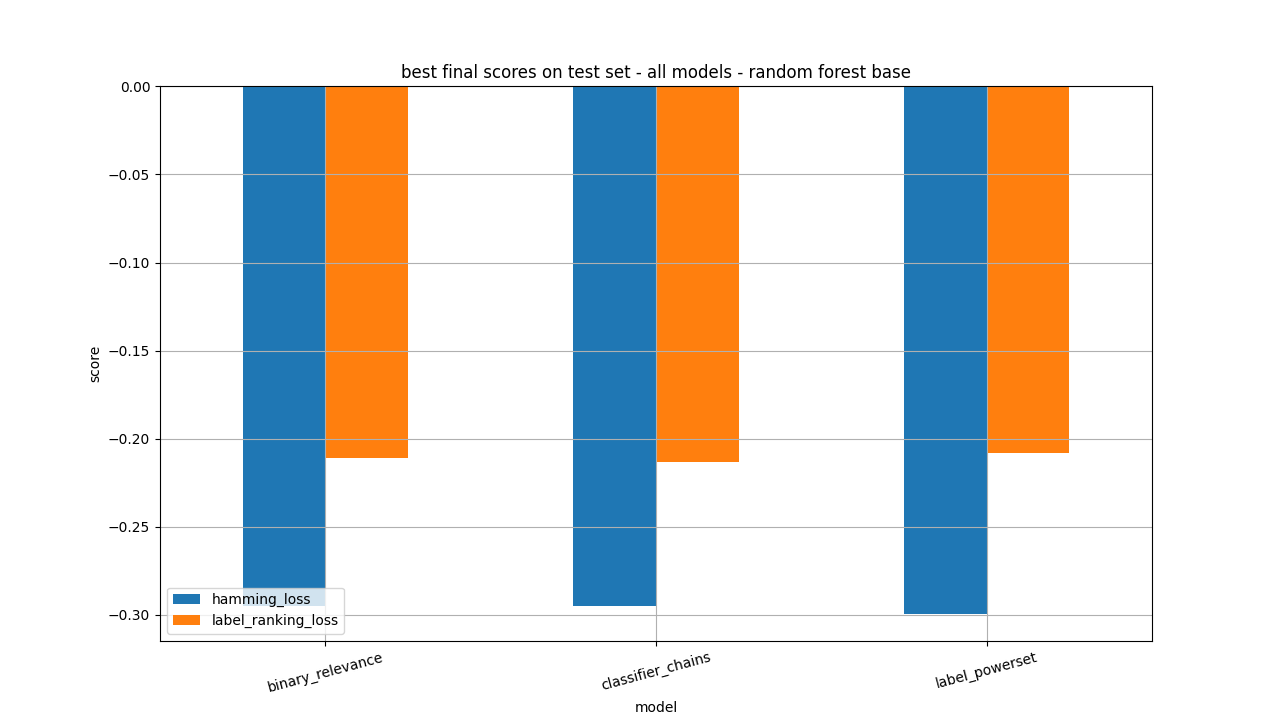 best final scores on test set - all models - random forest base
0.00
−0.05
−0.10
−0.15
−0.20
−0.25
−0.30
score
hamming_loss
label_ranking_loss
binary_relevance
classifier_chains
label_powerset
model